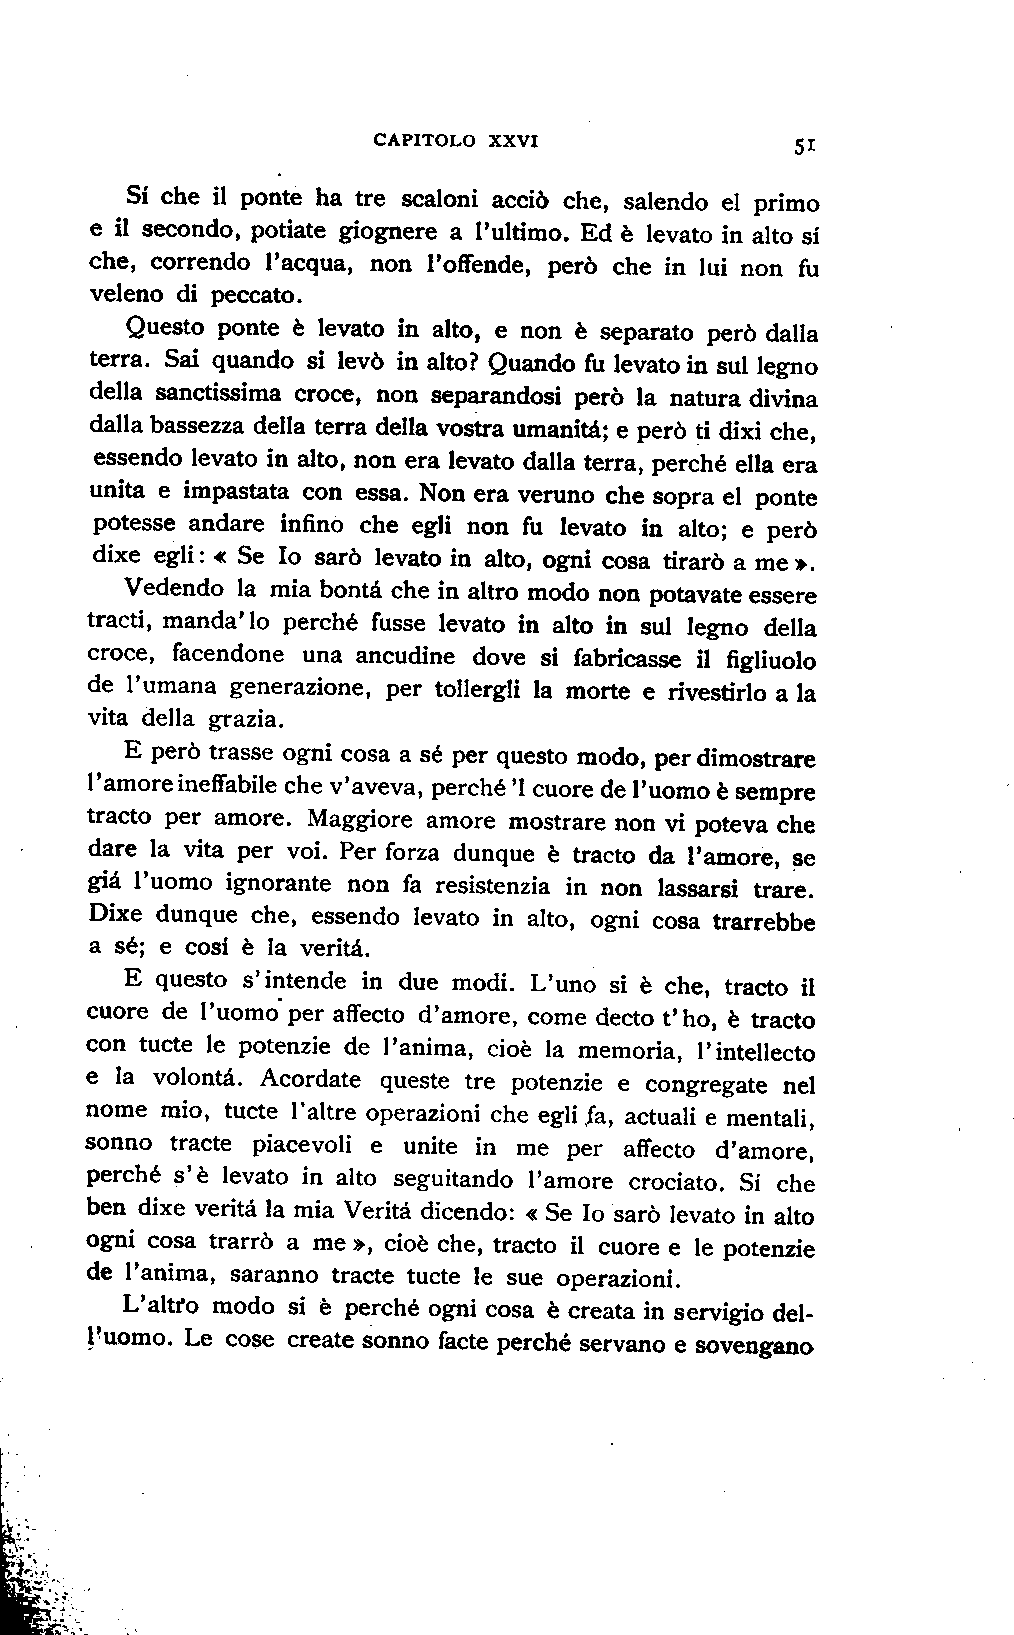 CAPITOLO XXVI 51
Sí che il ponte ha tre scaloni acciò che, salendo el primo
e il secondo, potiate giognere a l'ultimo. Ed è levato in alto sí
che, correndo l'acqua, non l'offende, però che in lui non fu
veleno di peccato.
Questo ponte è levato in alto, e non è separato però dalla
terra. Sai quando si levò in alto? Quando fu levato in sul legno
della sanctissima croce, non separandosi però la natura divina
dalla bassezza della terra della vostra umanitá; e però ti dixi che,
essendo levato in alto, non era levato dalla terra, perché ella era
unita e impastata con essa. Non era veruno che sopra el ponte
potesse andare infino che egli non fu levato in alto; e però
dixe egli: « Se Io sarò levato in alto, ogni cosa tirarò a me ».
Vedendo la mia bontá che in altro modo non potavate essere
tracti, manda'lo perché fusse levato in alto in sul legno della
croce, facendone una ancudine dove si fabricasse il figliuolo
de l'umana generazione, per tollergli la morte e rivestirlo a la
vita della grazia.
E però trasse ogni cosa a sé per questo modo, per dimostrare
l'amore ineffabile che v'aveva, perché 'l cuore de l'uomo è sempre
tracto per amore. Maggiore amore mostrare non vi poteva che
dare la vita per voi. Per forza dunque è tracto da l'amore, se
giá l'uomo ignorante non fa resistenzia in non lassarsi trare.
Dixe dunque che, essendo levato in alto, ogni cosa trarrebbe
a sé; e cosí è la veritá.
E questo s'intende in due modi. L'uno si è che, tracto il
cuore de l'uomo per affecto d'amore, come decto t'ho, è tracto
con tucte le potenzie de l'anima, cioè la memoria, l'intellecto
e la volontá. Acordate queste tre potenzie e congregate nel
nome mio, tucte l'altre operazioni che egli fa, actuali e mentali,
sonno tracte piacevoli e unite in me per affecto d'amore,
perché s'è levato in alto seguitando l'amore crociato. Sí che
ben dixe veritá la mia Veritá dicendo: « Se Io sarò levato in alto
ogni cosa trarrò a me », cioè che, tracto il cuore e le potenzie
de l'anima, saranno tracte tucte le sue operazioni.
L'altro modo si è perché ogni cosa è creata in servigio del-
l'uomo. Le cose create sonno facte perché servano e sovengano